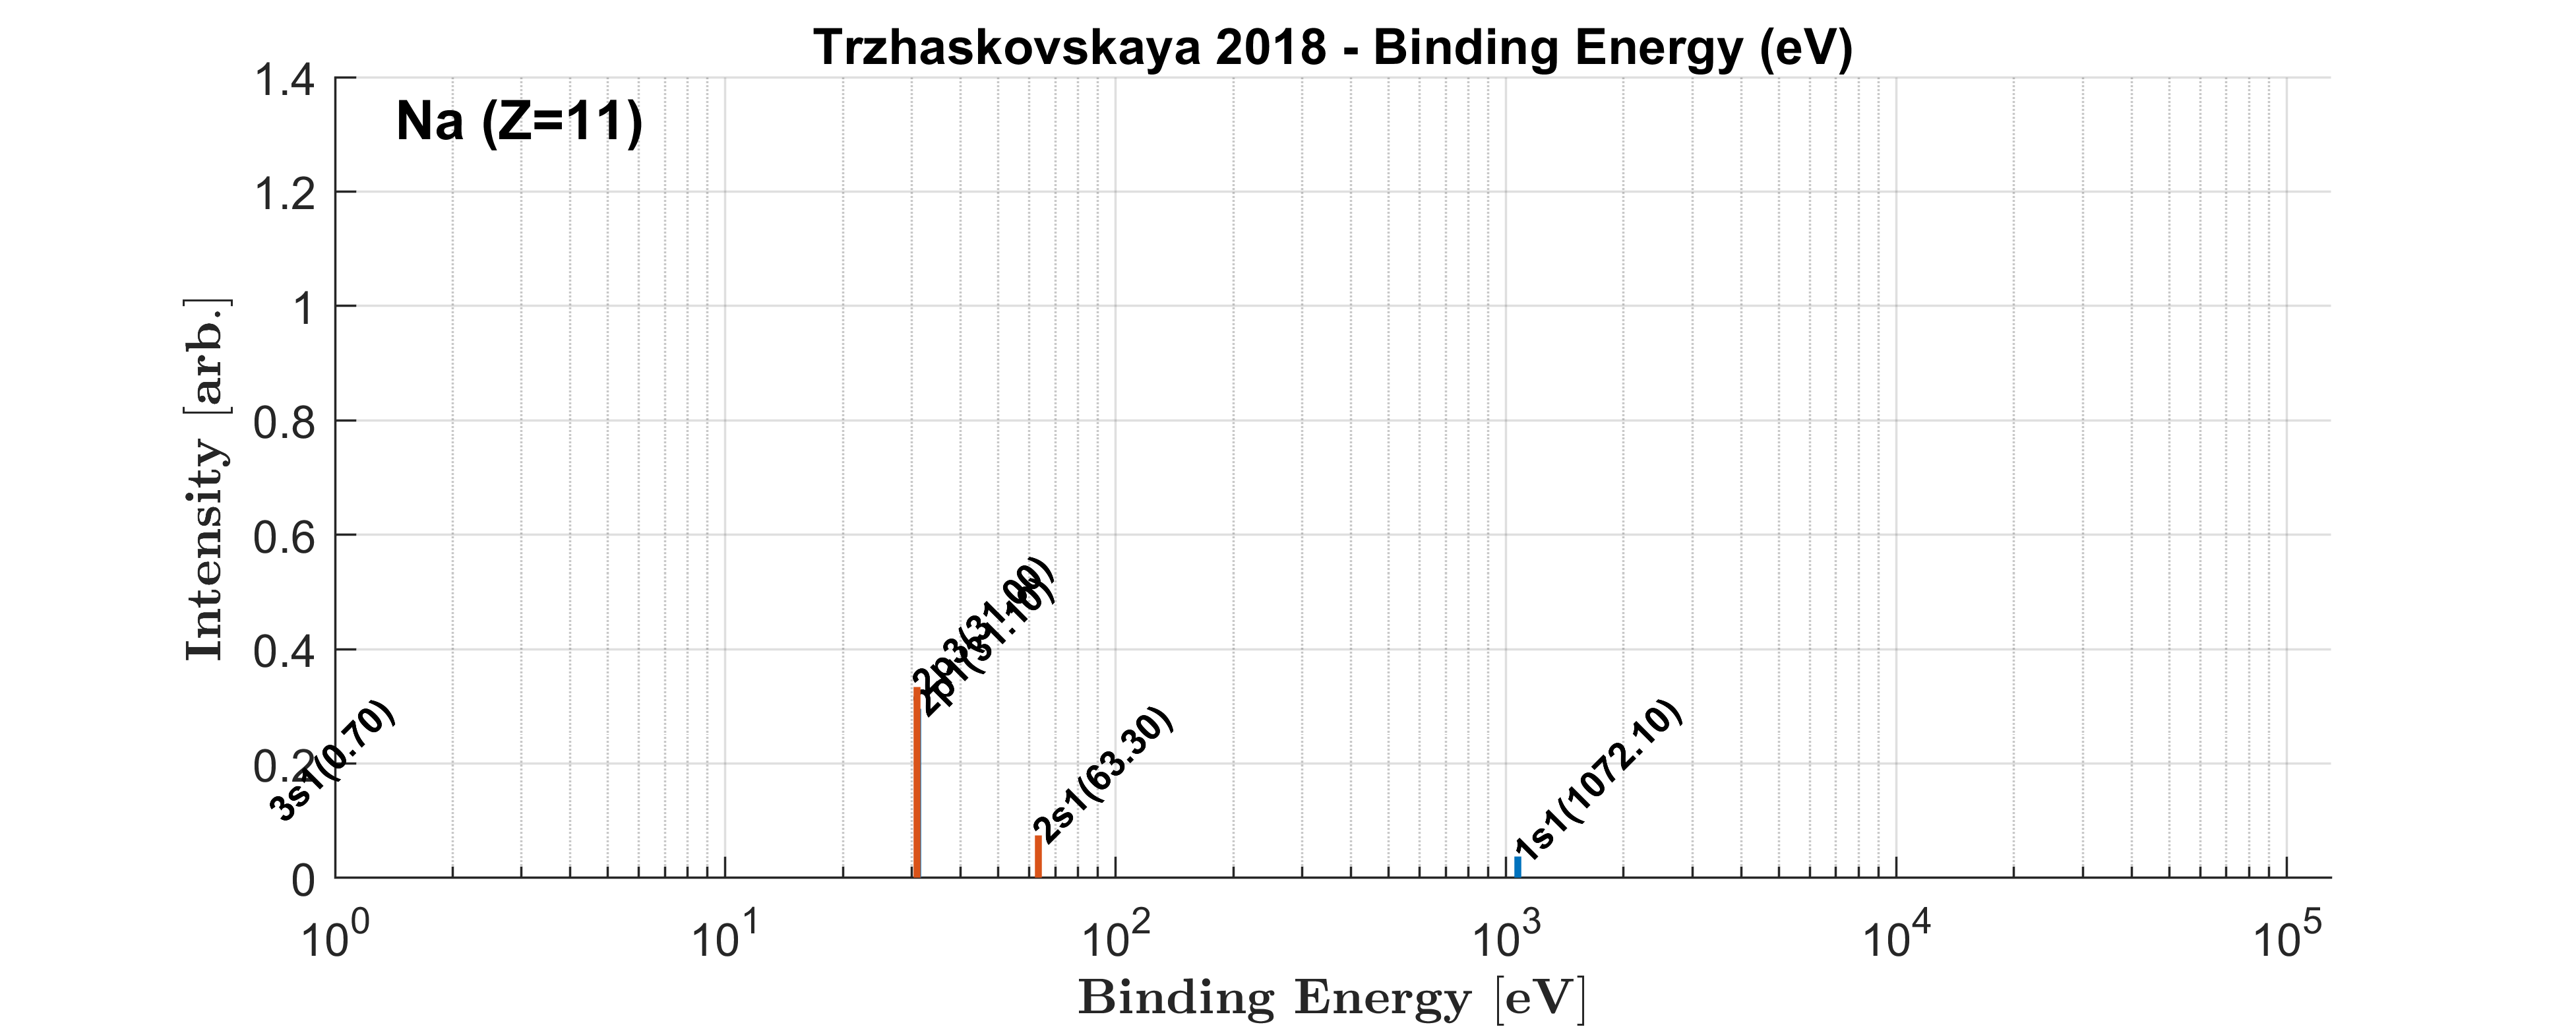 Trzhaskovskaya 2018 - Binding Energy (eV)
Na (Z=11)
Intensity [arb.]
1.4
1.2
1
0.8
0.6
0.4
0.2
0
3s1(0.70)
2p3(31.00)
2p1(31.10)
2s1(63.30)
1s1(1072.10)
10^0
10^1
10^2
10^3
10^4
10^5
Binding Energy [eV]